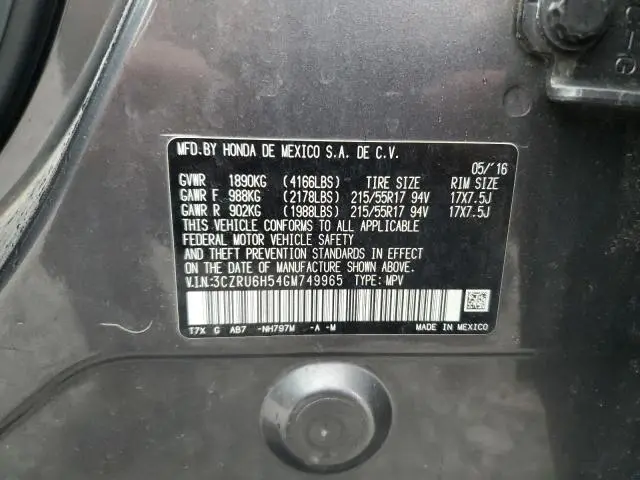 MFD.BY HONDA DE MEXICO S.A. DE C.V.
05/'16
GVWR 1890KG (4166LBS) TIRE SIZE RIM SIZE
GAWR F 988KG (2178LBS) 215/55R17 94V 17X7.5J
GAWR R 902KG (1988LBS) 215/55R17 94V 17X7.5J
THIS VEHICLE CONFORMS TO ALL APPLICABLE
FEDERAL MOTOR VEHICLE SAFETY
AND THEFT PREVENTION STANDARDS IN EFFECT
ON THE DATE OF MANUFACTURE SHOWN ABOVE.
V.I.N:3CZRU6H54GM749965 TYPE: MPV
T7X G AB7 -NH797M -A -M MADE IN MEXICO